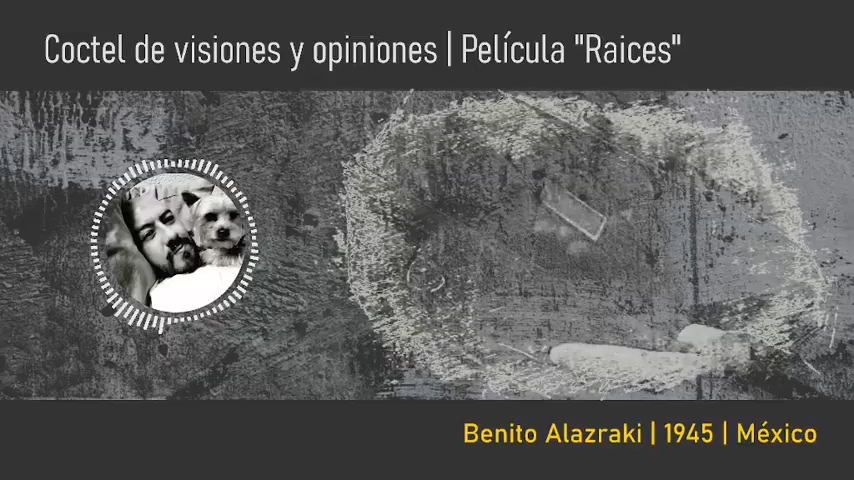 Coctel de visiones y opiniones | Película "Raices"
Benito Alazraki | 1945 | México